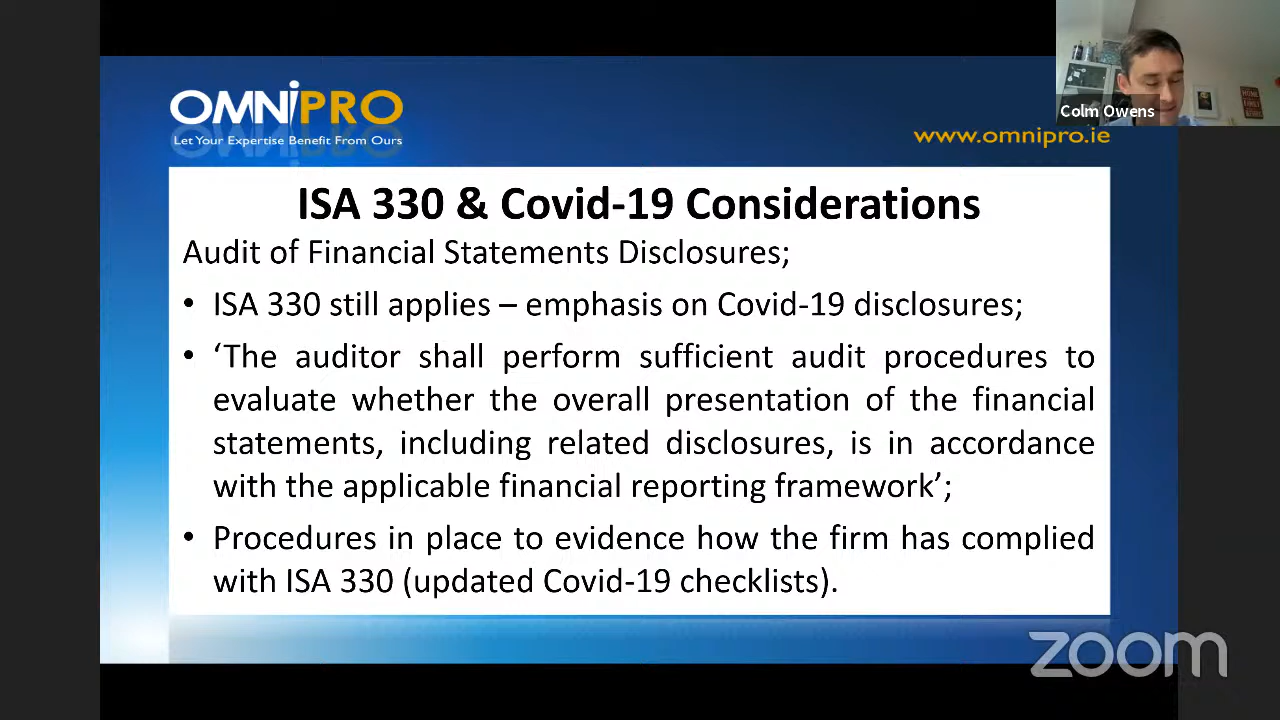 OMNiPRO
Let Your Expertise Benefit From Ours
Colm Owens
www.omnipro.ie
ISA 330 & Covid-19 Considerations
Audit of Financial Statements Disclosures;
• ISA 330 still applies – emphasis on Covid-19 disclosures;
• ‘The auditor shall perform sufficient audit procedures to
evaluate whether the overall presentation of the financial
statements, including related disclosures, is in accordance
with the applicable financial reporting framework’;
• Procedures in place to evidence how the firm has complied
with ISA 330 (updated Covid-19 checklists).
zoom